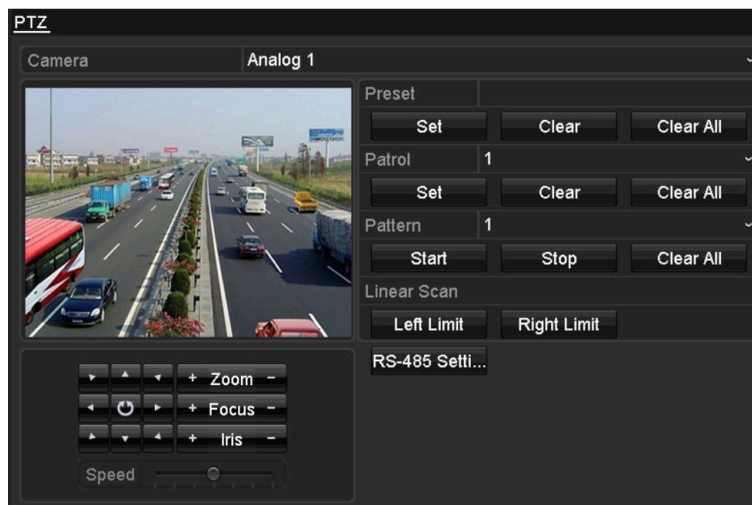 PTZ
Camera Analog 1
Preset
Set Clear Clear All
Patrol 1
Set Clear Clear All
Pattern 1
Start Stop Clear All
Linear Scan
Left Limit Right Limit
RS-485 Setti...
+ Zoom -
+ Focus -
+ Iris -
Speed